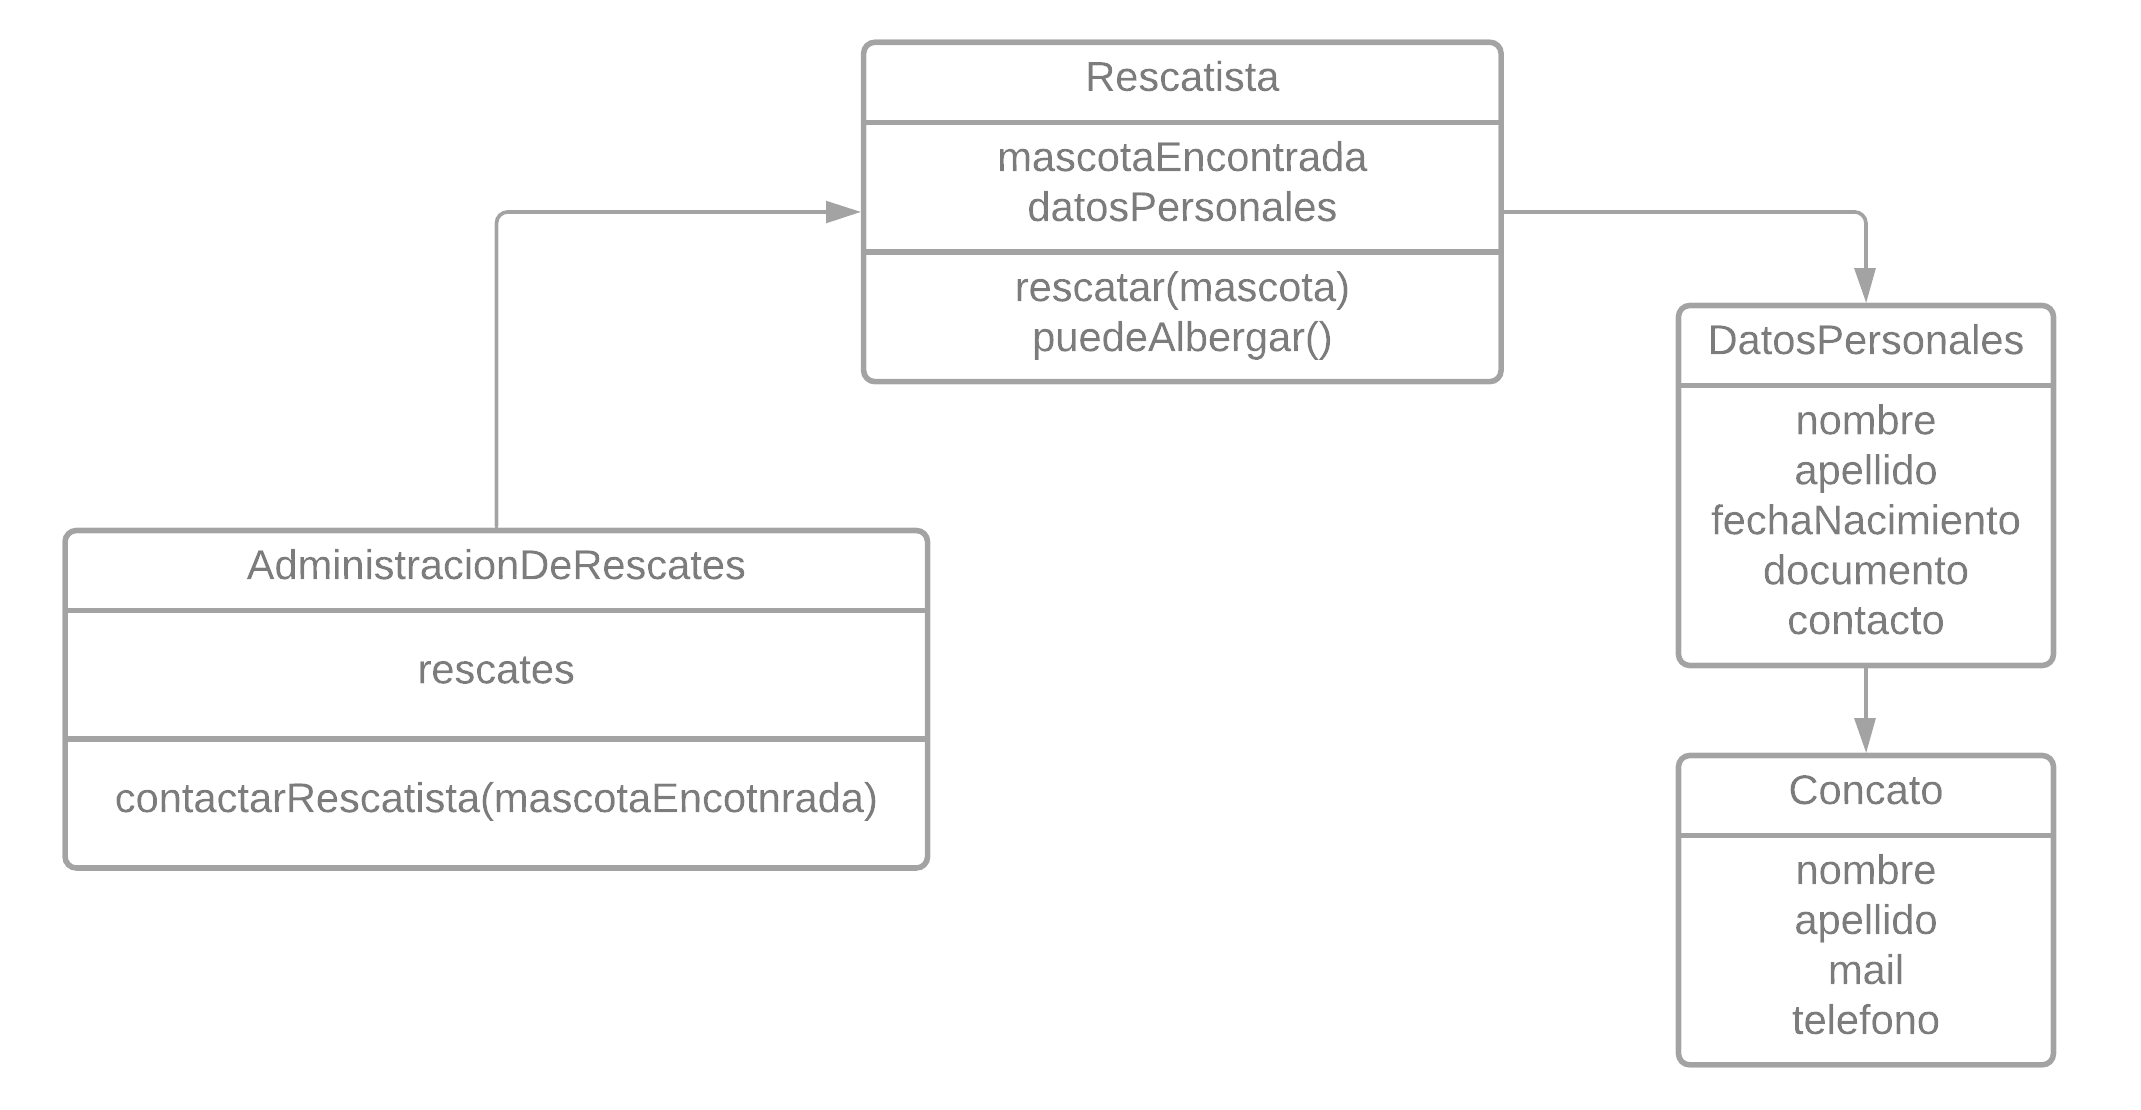 Rescatista
mascotaEncontrada
datosPersonales
rescatar(mascota)
puedeAlbergar()
DatosPersonales
nombre
apellido
fechaNacimiento
documento
contacto
AdministracionDeRescates
rescates
contactarRescatista(mascotaEncotnrada)
Concato
nombre
apellido
mail
telefono